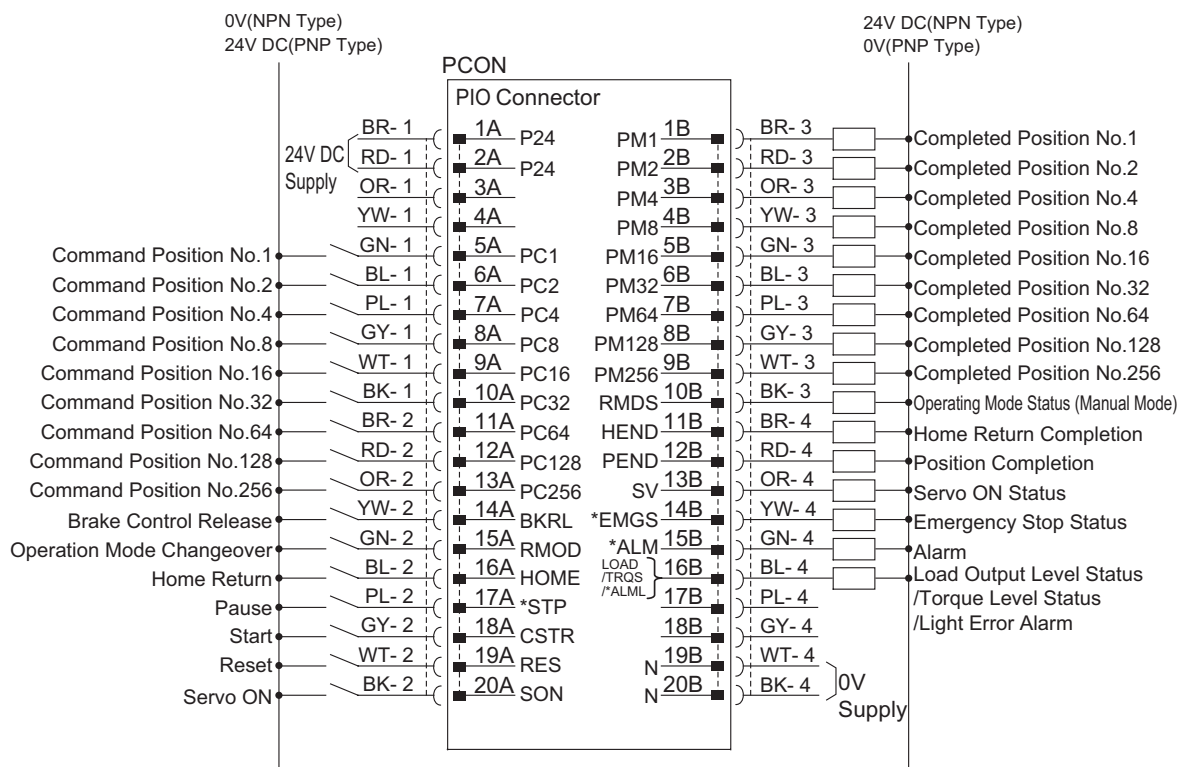 0V(NPN Type)
24V DC(PNP Type)
24V DC(NPN Type)
0V(PNP Type)
PCON
PIO Connector
24V DC
Supply
BR- 1 1A P24 PM1 1B BR- 3 Completed Position No.1
RD- 1 2A P24 PM2 2B RD- 3 Completed Position No.2
OR- 1 3A PM4 3B OR- 3 Completed Position No.4
YW- 1 4A PM8 4B YW- 3 Completed Position No.8
Command Position No.1 GN- 1 5A PC1 PM16 5B GN- 3 Completed Position No.16
Command Position No.2 BL- 1 6A PC2 PM32 6B BL- 3 Completed Position No.32
Command Position No.4 PL- 1 7A PC4 PM64 7B PL- 3 Completed Position No.64
Command Position No.8 GY- 1 8A PC8 PM128 8B GY- 3 Completed Position No.128
Command Position No.16 WT- 1 9A PC16 PM256 9B WT- 3 Completed Position No.256
Command Position No.32 BK- 1 10A PC32 RMDS 10B BK- 3 Operating Mode Status (Manual Mode)
Command Position No.64 BR- 2 11A PC64 HEND 11B BR- 4 Home Return Completion
Command Position No.128 RD- 2 12A PC128 PEND 12B RD- 4 Position Completion
Command Position No.256 OR- 2 13A PC256 SV 13B OR- 4 Servo ON Status
Brake Control Release YW- 2 14A BKRL *EMGS 14B YW- 4 Emergency Stop Status
Operation Mode Changeover GN- 2 15A RMOD *ALM 15B GN- 4 Alarm
Home Return BL- 2 16A HOME LOAD /TRQS /*ALML 16B BL- 4 Load Output Level Status
/Torque Level Status
/Light Error Alarm
Pause PL- 2 17A *STP 17B PL- 4
Start GY- 2 18A CSTR 18B GY- 4
Reset WT- 2 19A RES N 19B WT- 4
Servo ON BK- 2 20A SON N 20B BK- 4
0V
Supply